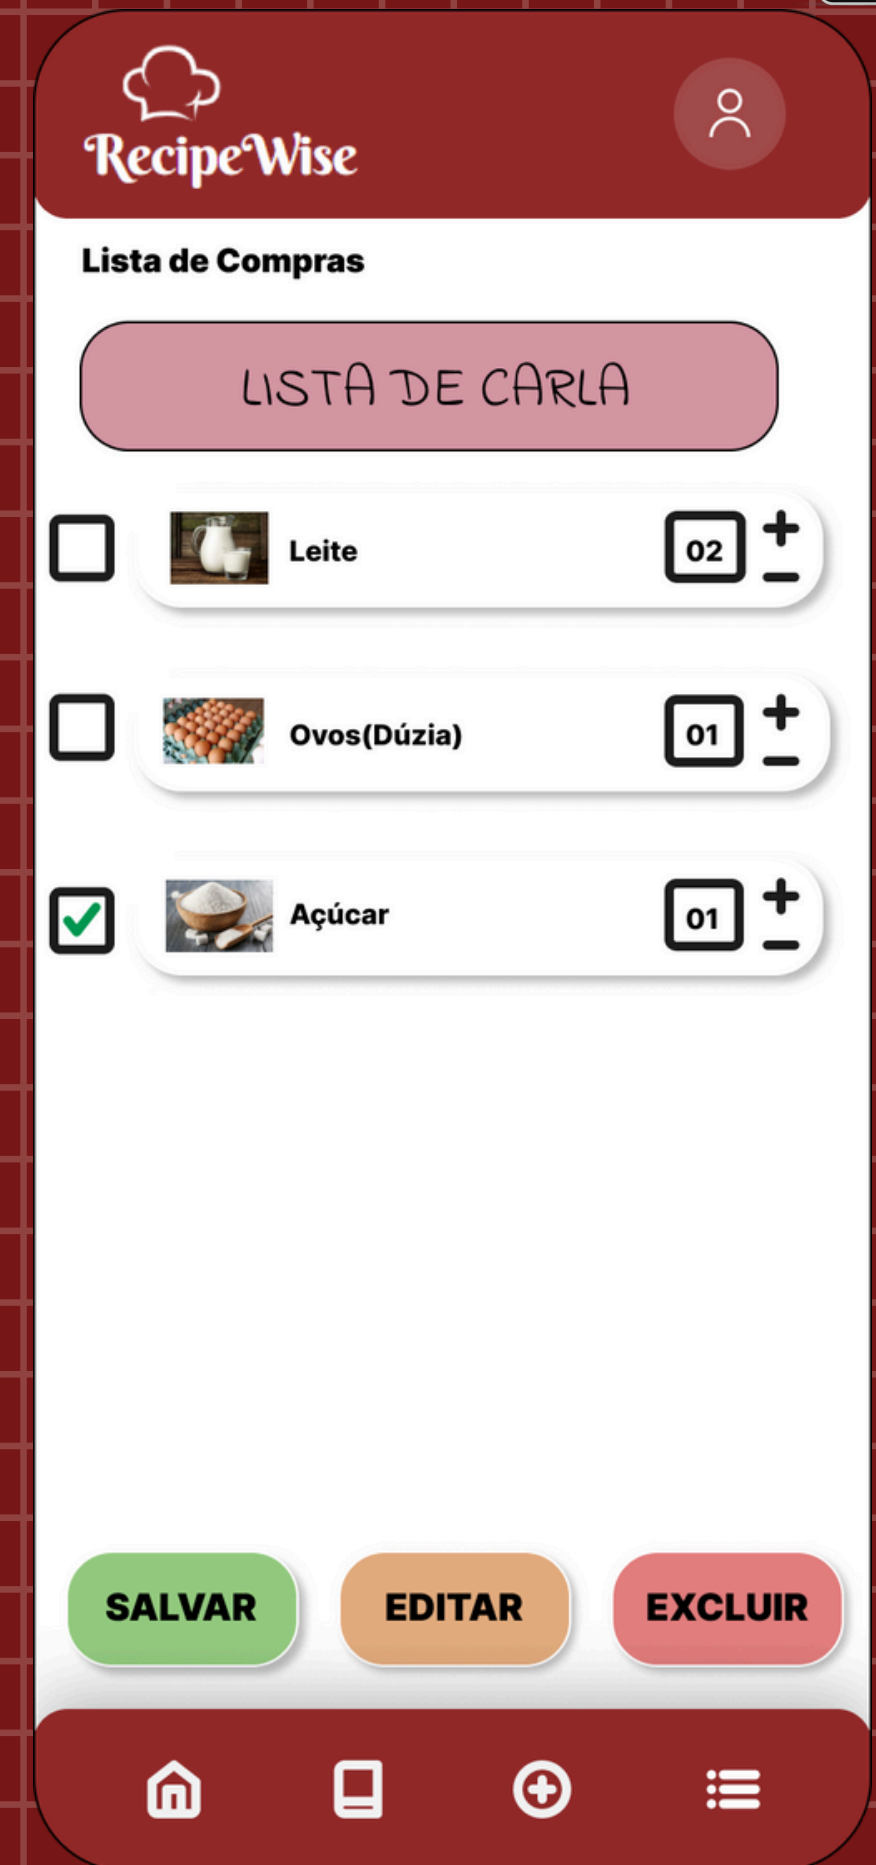 RecipeWise
Lista de Compras
LISTA DE CARLA
Leite 02
Ovos(Dúzia) 01
Açúcar 01
SALVAR EDITAR EXCLUIR